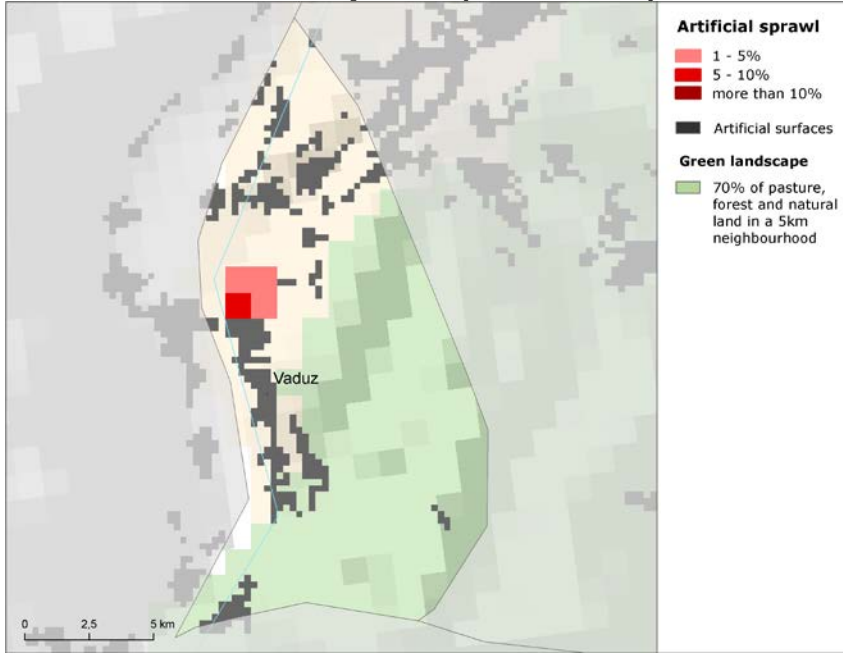 Artificial sprawl
1 - 5%
5 - 10%
more than 10%
Artificial surfaces
Green landscape
70% of pasture,
forest and natural
land in a 5km
neighbourhood
Vaduz
0 2,5 5 km